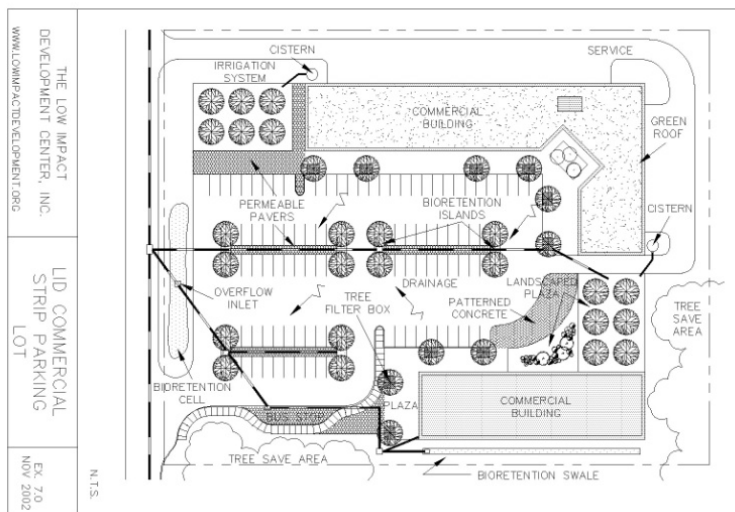 THE LOW IMPACT
DEVELOPMENT CENTER, INC.
WWW.LOWIMPACTDEVELOPMENT.ORG
LID COMMERCIAL
STRIP PARKING
LOT
EX. 7.0
NOV 2002
N.T.S.
CISTERN
IRRIGATION
SYSTEM
SERVICE
COMMERCIAL
BUILDING
GREEN
ROOF
PERMEABLE
PAVERS
BIORETENTION
ISLANDS
CISTERN
OVERFLOW
INLET
DRAINAGE
TREE
FILTER BOX
PATTERNED
CONCRETE
LANDSCAPED
PLAZA
TREE
SAVE
AREA
BIORETENTION
CELL
BUS STOP
PLAZA
COMMERCIAL
BUILDING
TREE SAVE AREA
BIORETENTION SWALE